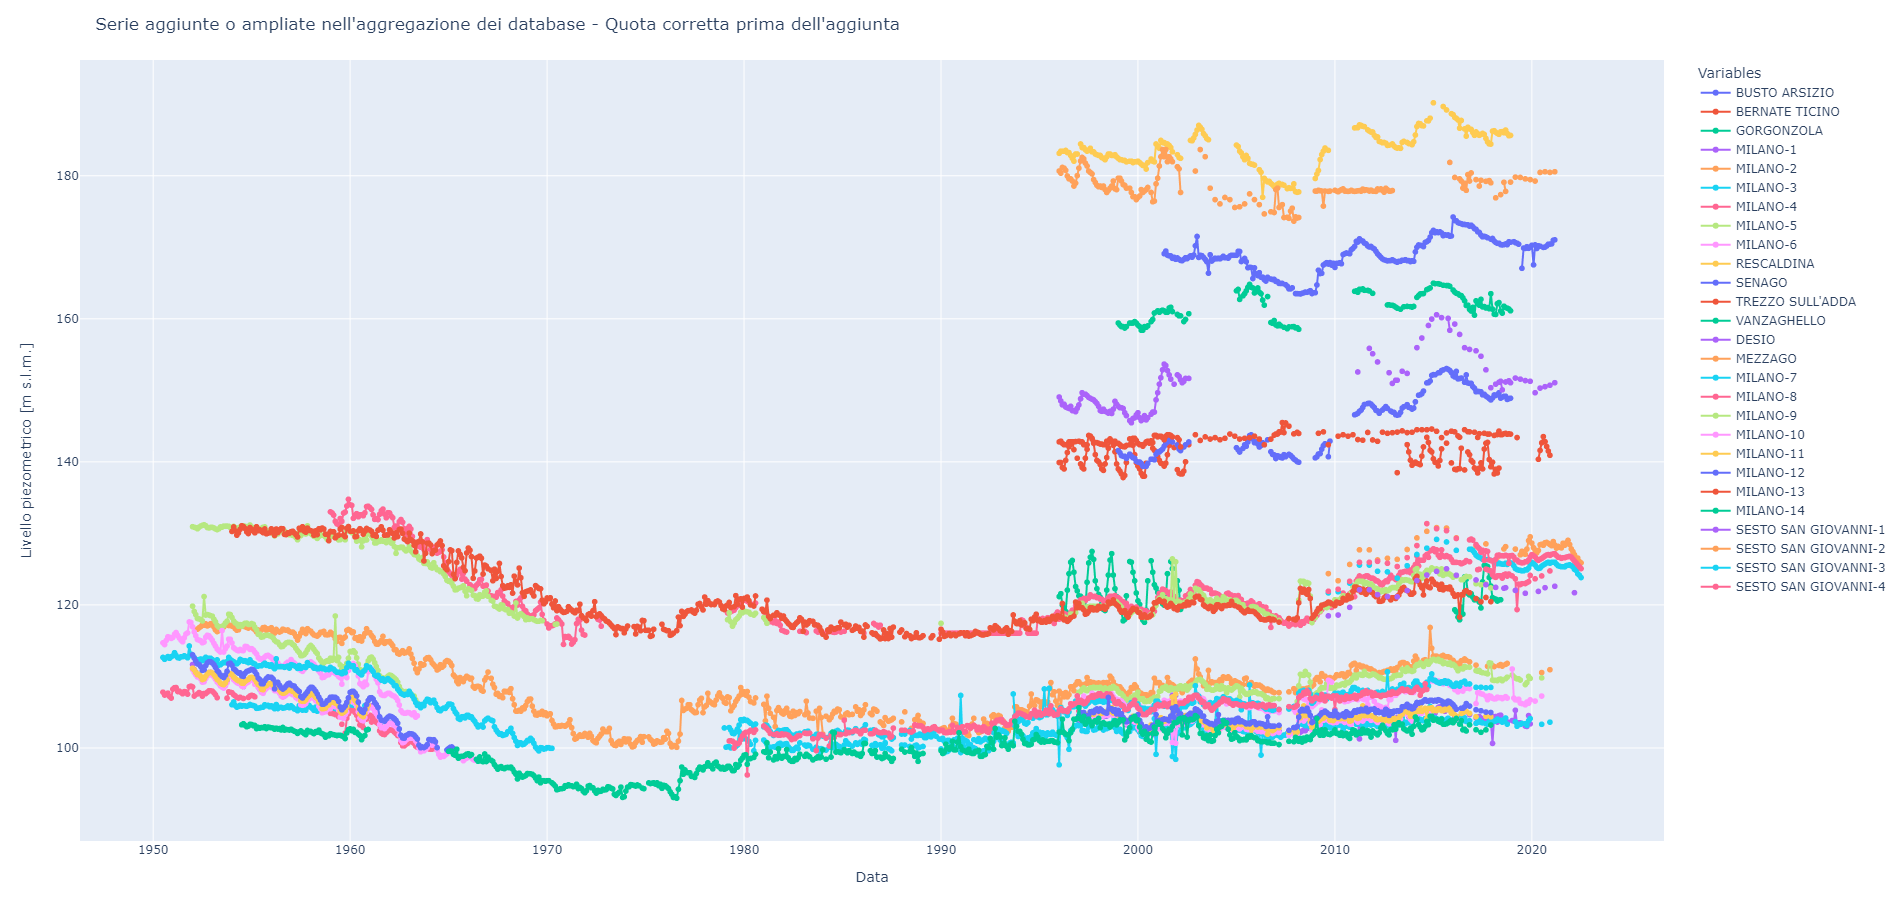 Serie aggiunte o ampliate nell'aggregazione dei database - Quota corretta prima dell'aggiunta
Variables
BUSTO ARSIZIO
BERNATE TICINO
GORGONZOLA
MILANO-1
MILANO-2
MILANO-3
MILANO-4
MILANO-5
MILANO-6
RESCALDINA
SENAGO
TREZZO SULL'ADDA
VANZAGHELLO
DESIO
MEZZAGO
MILANO-7
MILANO-8
MILANO-9
MILANO-10
MILANO-11
MILANO-12
MILANO-13
MILANO-14
SESTO SAN GIOVANNI-1
SESTO SAN GIOVANNI-2
SESTO SAN GIOVANNI-3
SESTO SAN GIOVANNI-4
Livello piezometrico [m s.l.m.]
180
160
140
120
100
1950 1960 1970 1980 1990 2000 2010 2020
Data